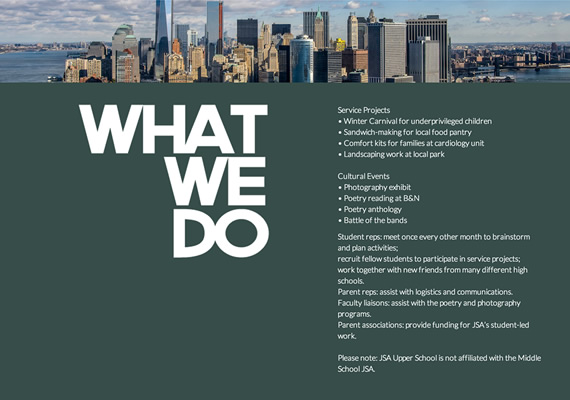 WHAT
WE
DO
Service Projects
• Winter Carnival for underprivileged children
• Sandwich-making for local food pantry
• Comfort kits for families at cardiology unit
• Landscaping work at local park
Cultural Events
• Photography exhibit
• Poetry reading at B&N
• Poetry anthology
• Battle of the bands
Student reps: meet once every other month to brainstorm
and plan activities;
recruit fellow students to participate in service projects;
work together with new friends from many different high
schools.
Parent reps: assist with logistics and communications.
Faculty liaisons: assist with the poetry and photography
programs.
Parent associations: provide funding for JSA's student-led
work.
Please note: JSA Upper School is not affiliated with the Middle
School JSA.